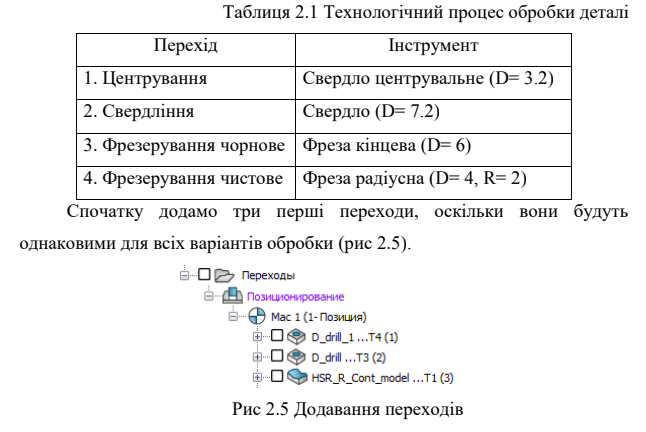 Таблиця 2.1 Технологічний процес обробки деталі
Перехід Інструмент
1. Центрування Свердло центрувальне (D= 3.2)
2. Свердління Свердло (D= 7.2)
3. Фрезерування чорнове Фреза кінцева (D= 6)
4. Фрезерування чистове Фреза радіусна (D= 4, R= 2)
Спочатку додамо три перші переходи, оскільки вони будуть
однаковими для всіх варіантів обробки (рис 2.5).
Переходы
Позиционирование
Mac 1 (1- Позиция)
D_drill_1 ...T4 (1)
D_drill ...T3 (2)
HSR_R_Cont_model ...T1 (3)
Рис 2.5 Додавання переходів